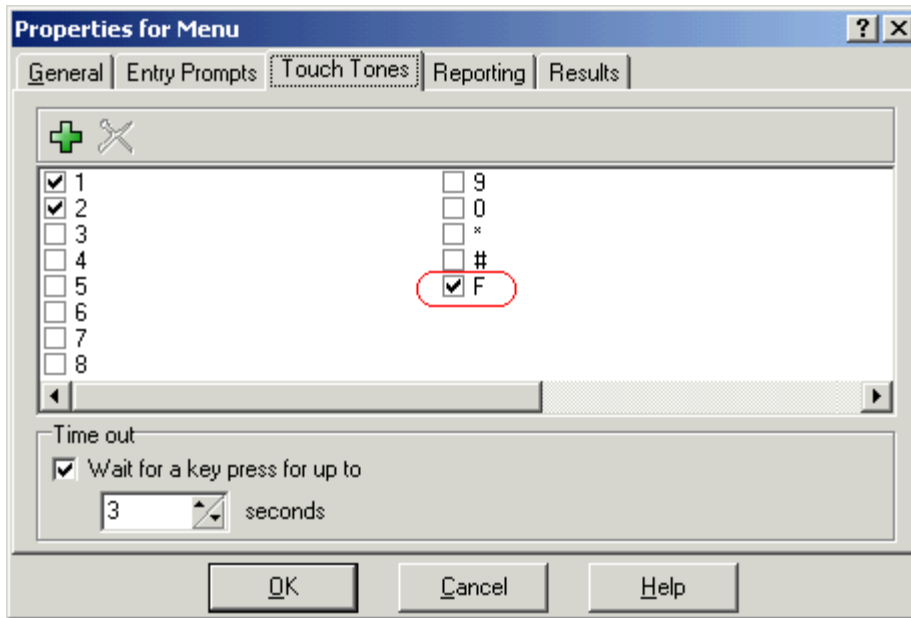 Properties for Menu
General Entry Prompts Touch Tones Reporting Results
1
2
3
4
5
6
7
8
9
0
*
#
F
Time out
Wait for a key press for up to
3 seconds
OK Cancel Help